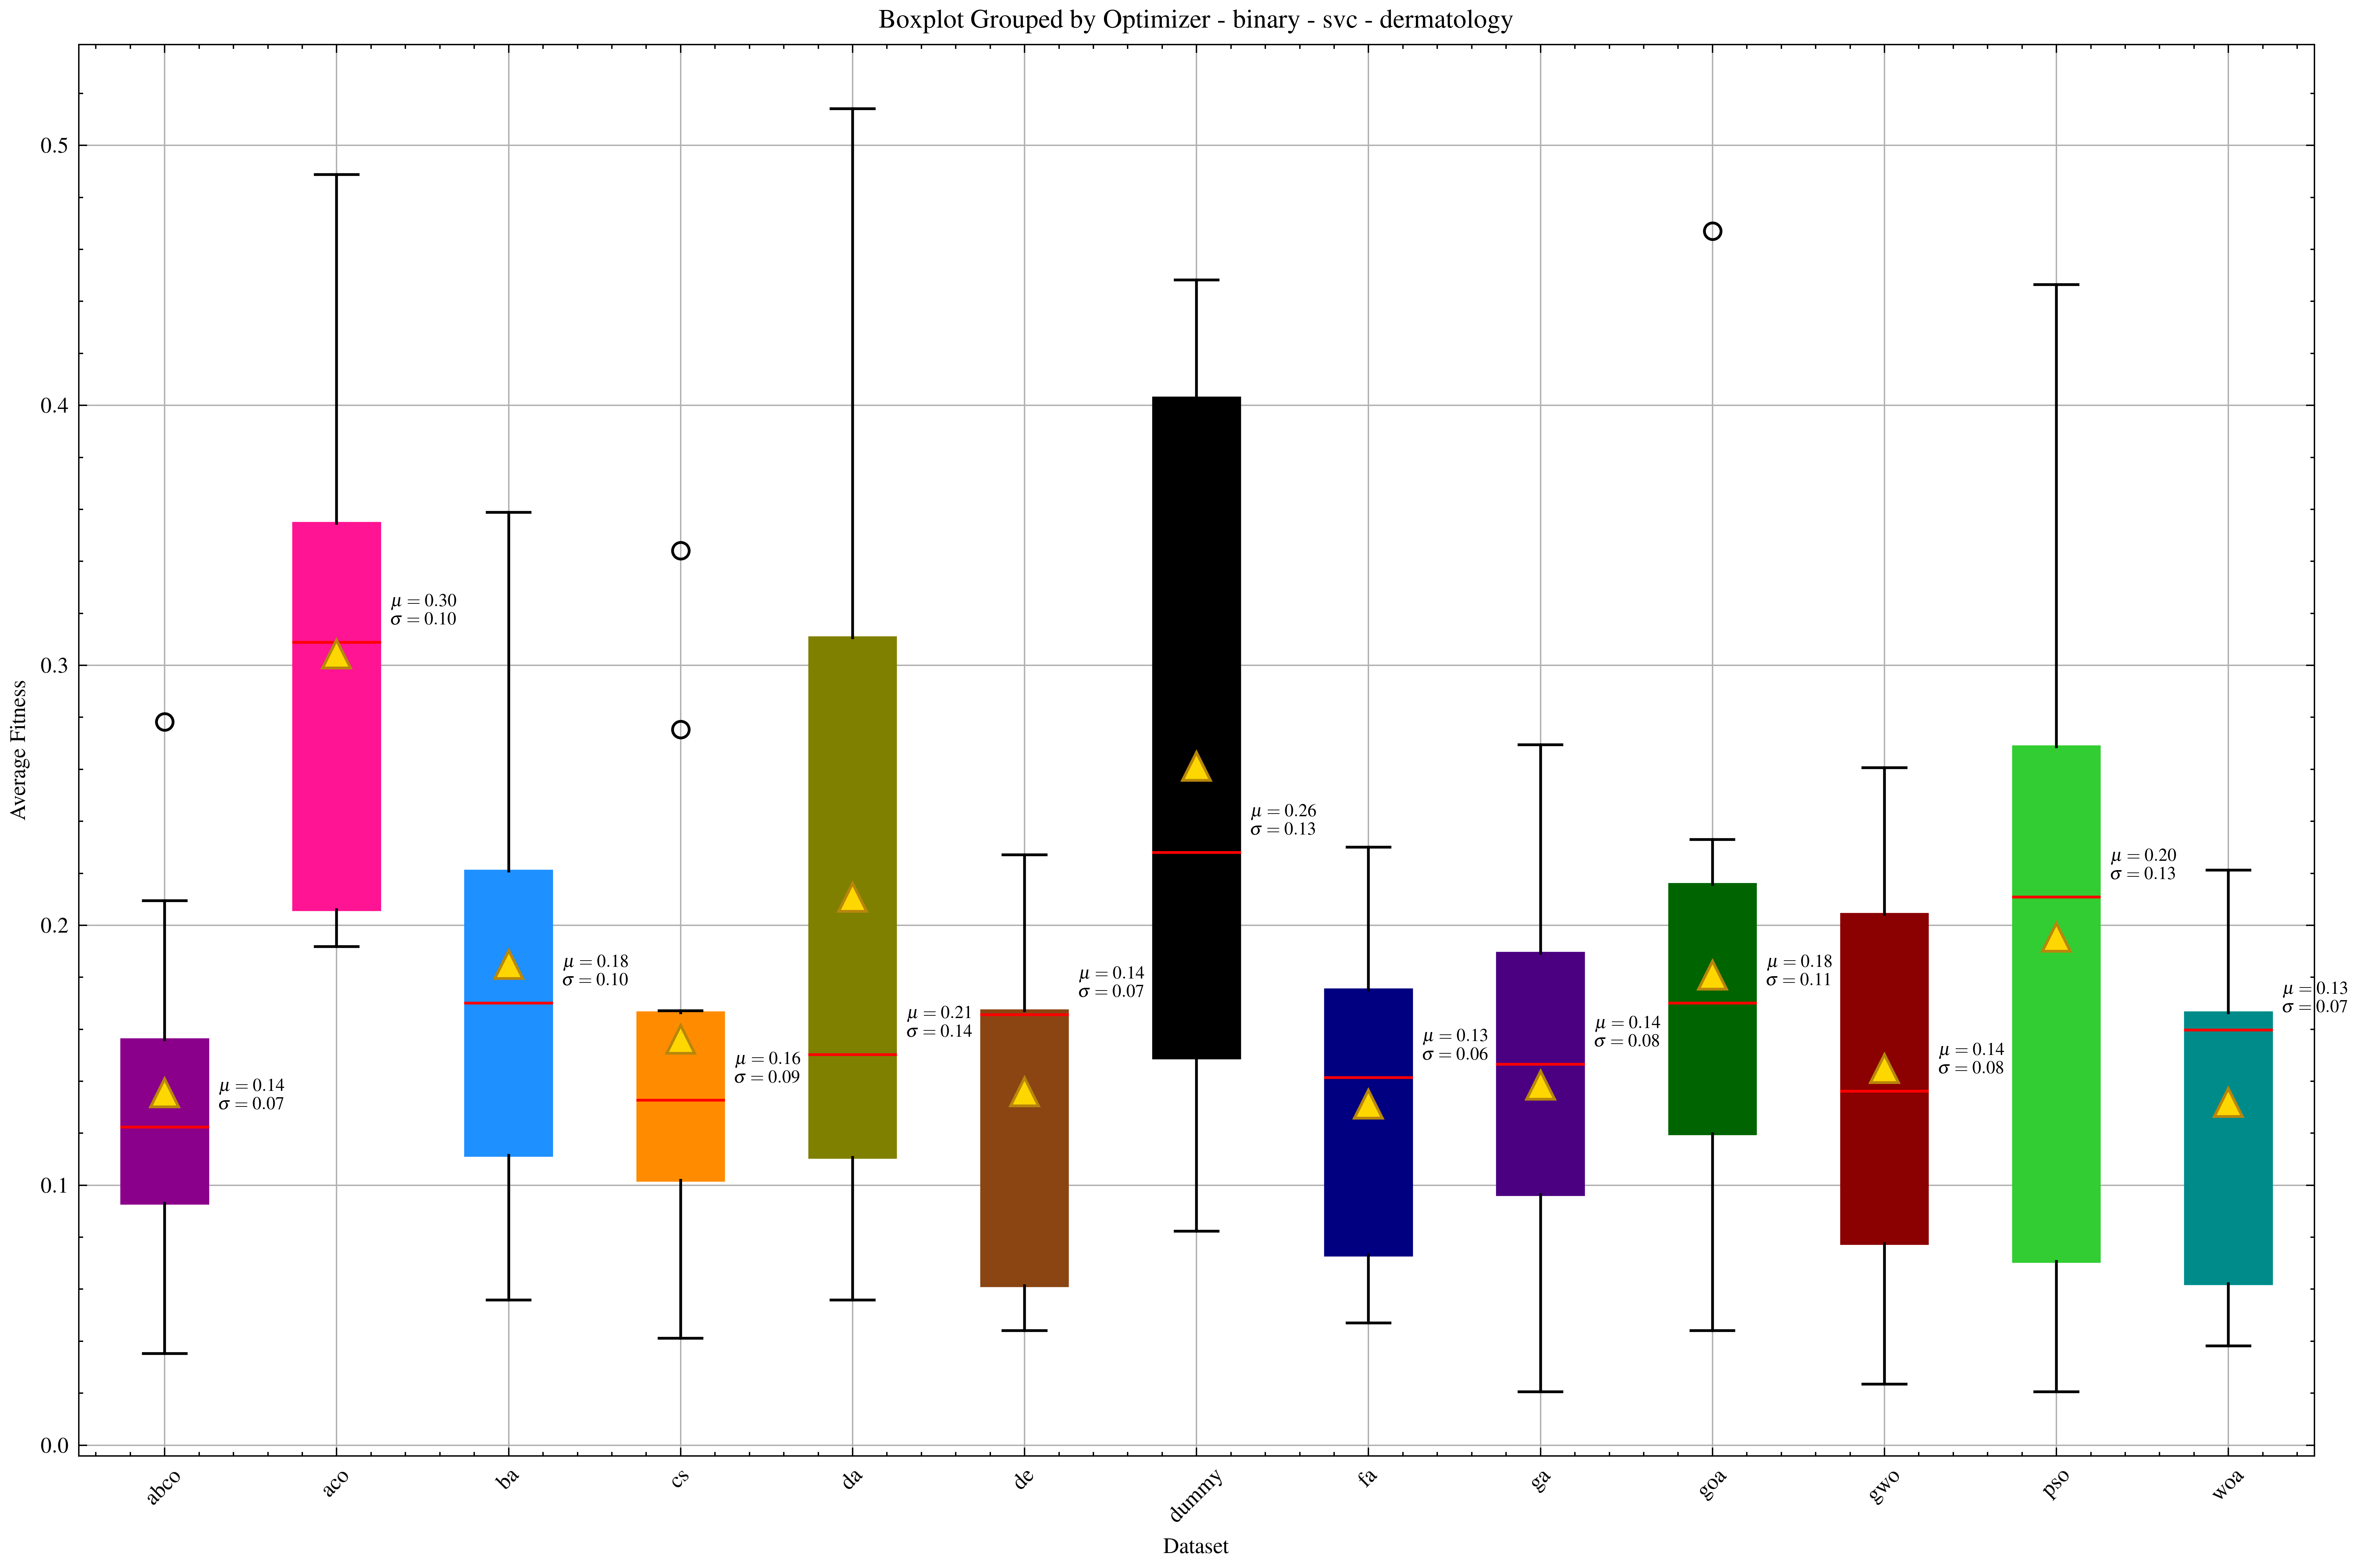 Boxplot Grouped by Optimizer - binary - svc - dermatology
Average Fitness
0.5
0.4
0.3
0.2
0.1
0.0
μ = 0.14
σ = 0.07
μ = 0.30
σ = 0.10
μ = 0.18
σ = 0.10
μ = 0.16
σ = 0.09
μ = 0.21
σ = 0.14
μ = 0.14
σ = 0.07
μ = 0.26
σ = 0.13
μ = 0.13
σ = 0.06
μ = 0.14
σ = 0.08
μ = 0.18
σ = 0.11
μ = 0.14
σ = 0.08
μ = 0.20
σ = 0.13
μ = 0.13
σ = 0.07
abco
aco
ba
cs
da
de
dummy
fa
ga
goa
gwo
pso
woa
Dataset